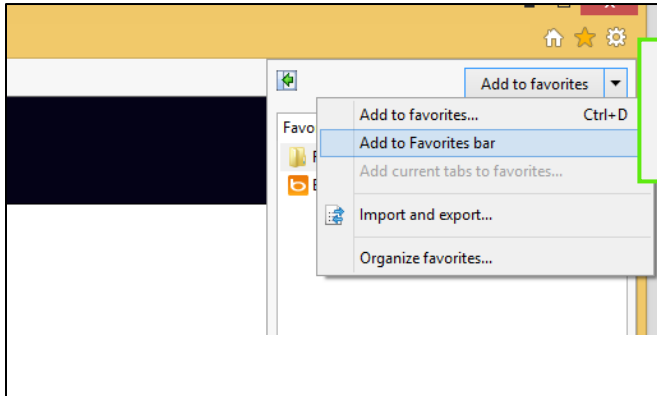 Add to favorites
Add to favorites... Ctrl+D
Favo
Add to Favorites bar
Add current tabs to favorites...
Import and export...
Organize favorites...